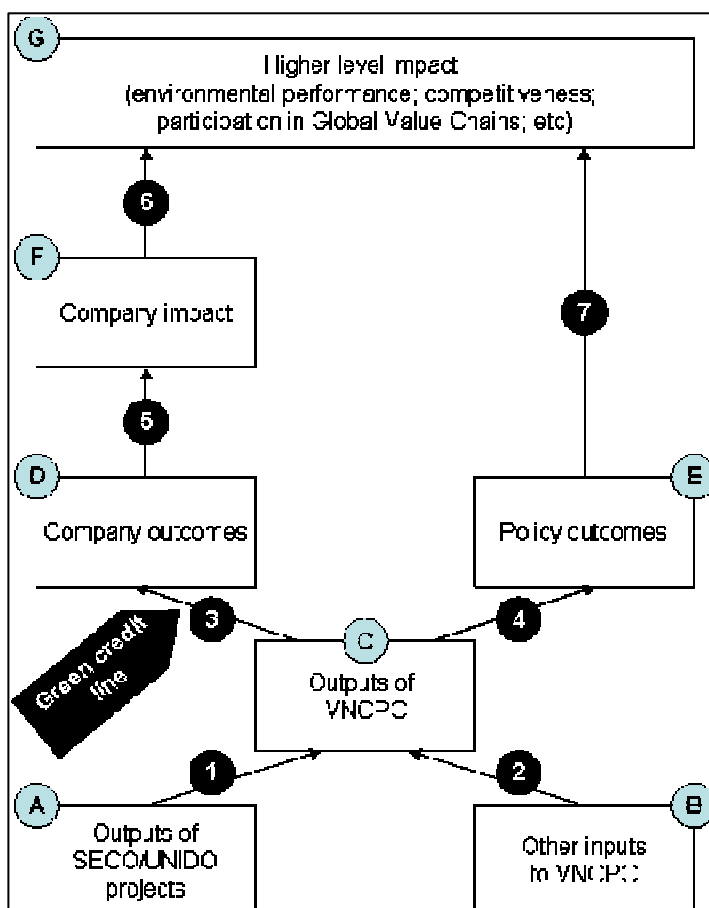 G
Higher level impact
(environmental performance; competitiveness;
participation in Global Value Chains; etc)
6
F
Company impact
7
5
D
E
Company outcomes
Policy outcomes
3
4
C
Green credit
line
Outputs of
VNCPC
1
2
A
B
Outputs of
SECO/UNIDO
projects
Other inputs
to VNCPC